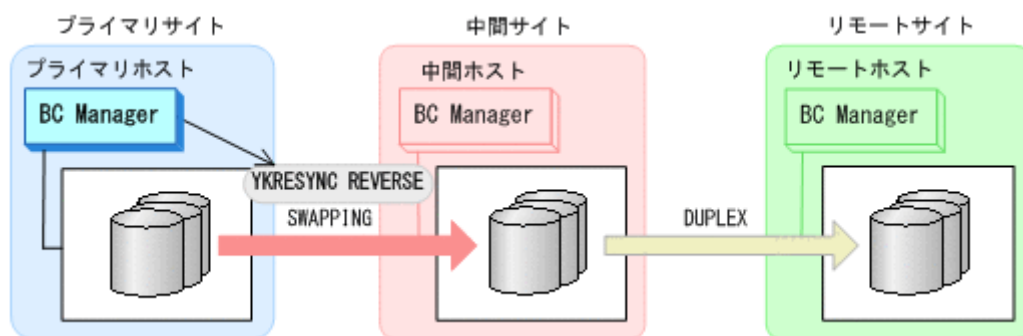 プライマリサイト
中間サイト
リモートサイト
プライマリホスト
中間ホスト
リモートホスト
BC Manager
BC Manager
BC Manager
YKRESYNC REVERSE
SWAPPING
DUPLEX